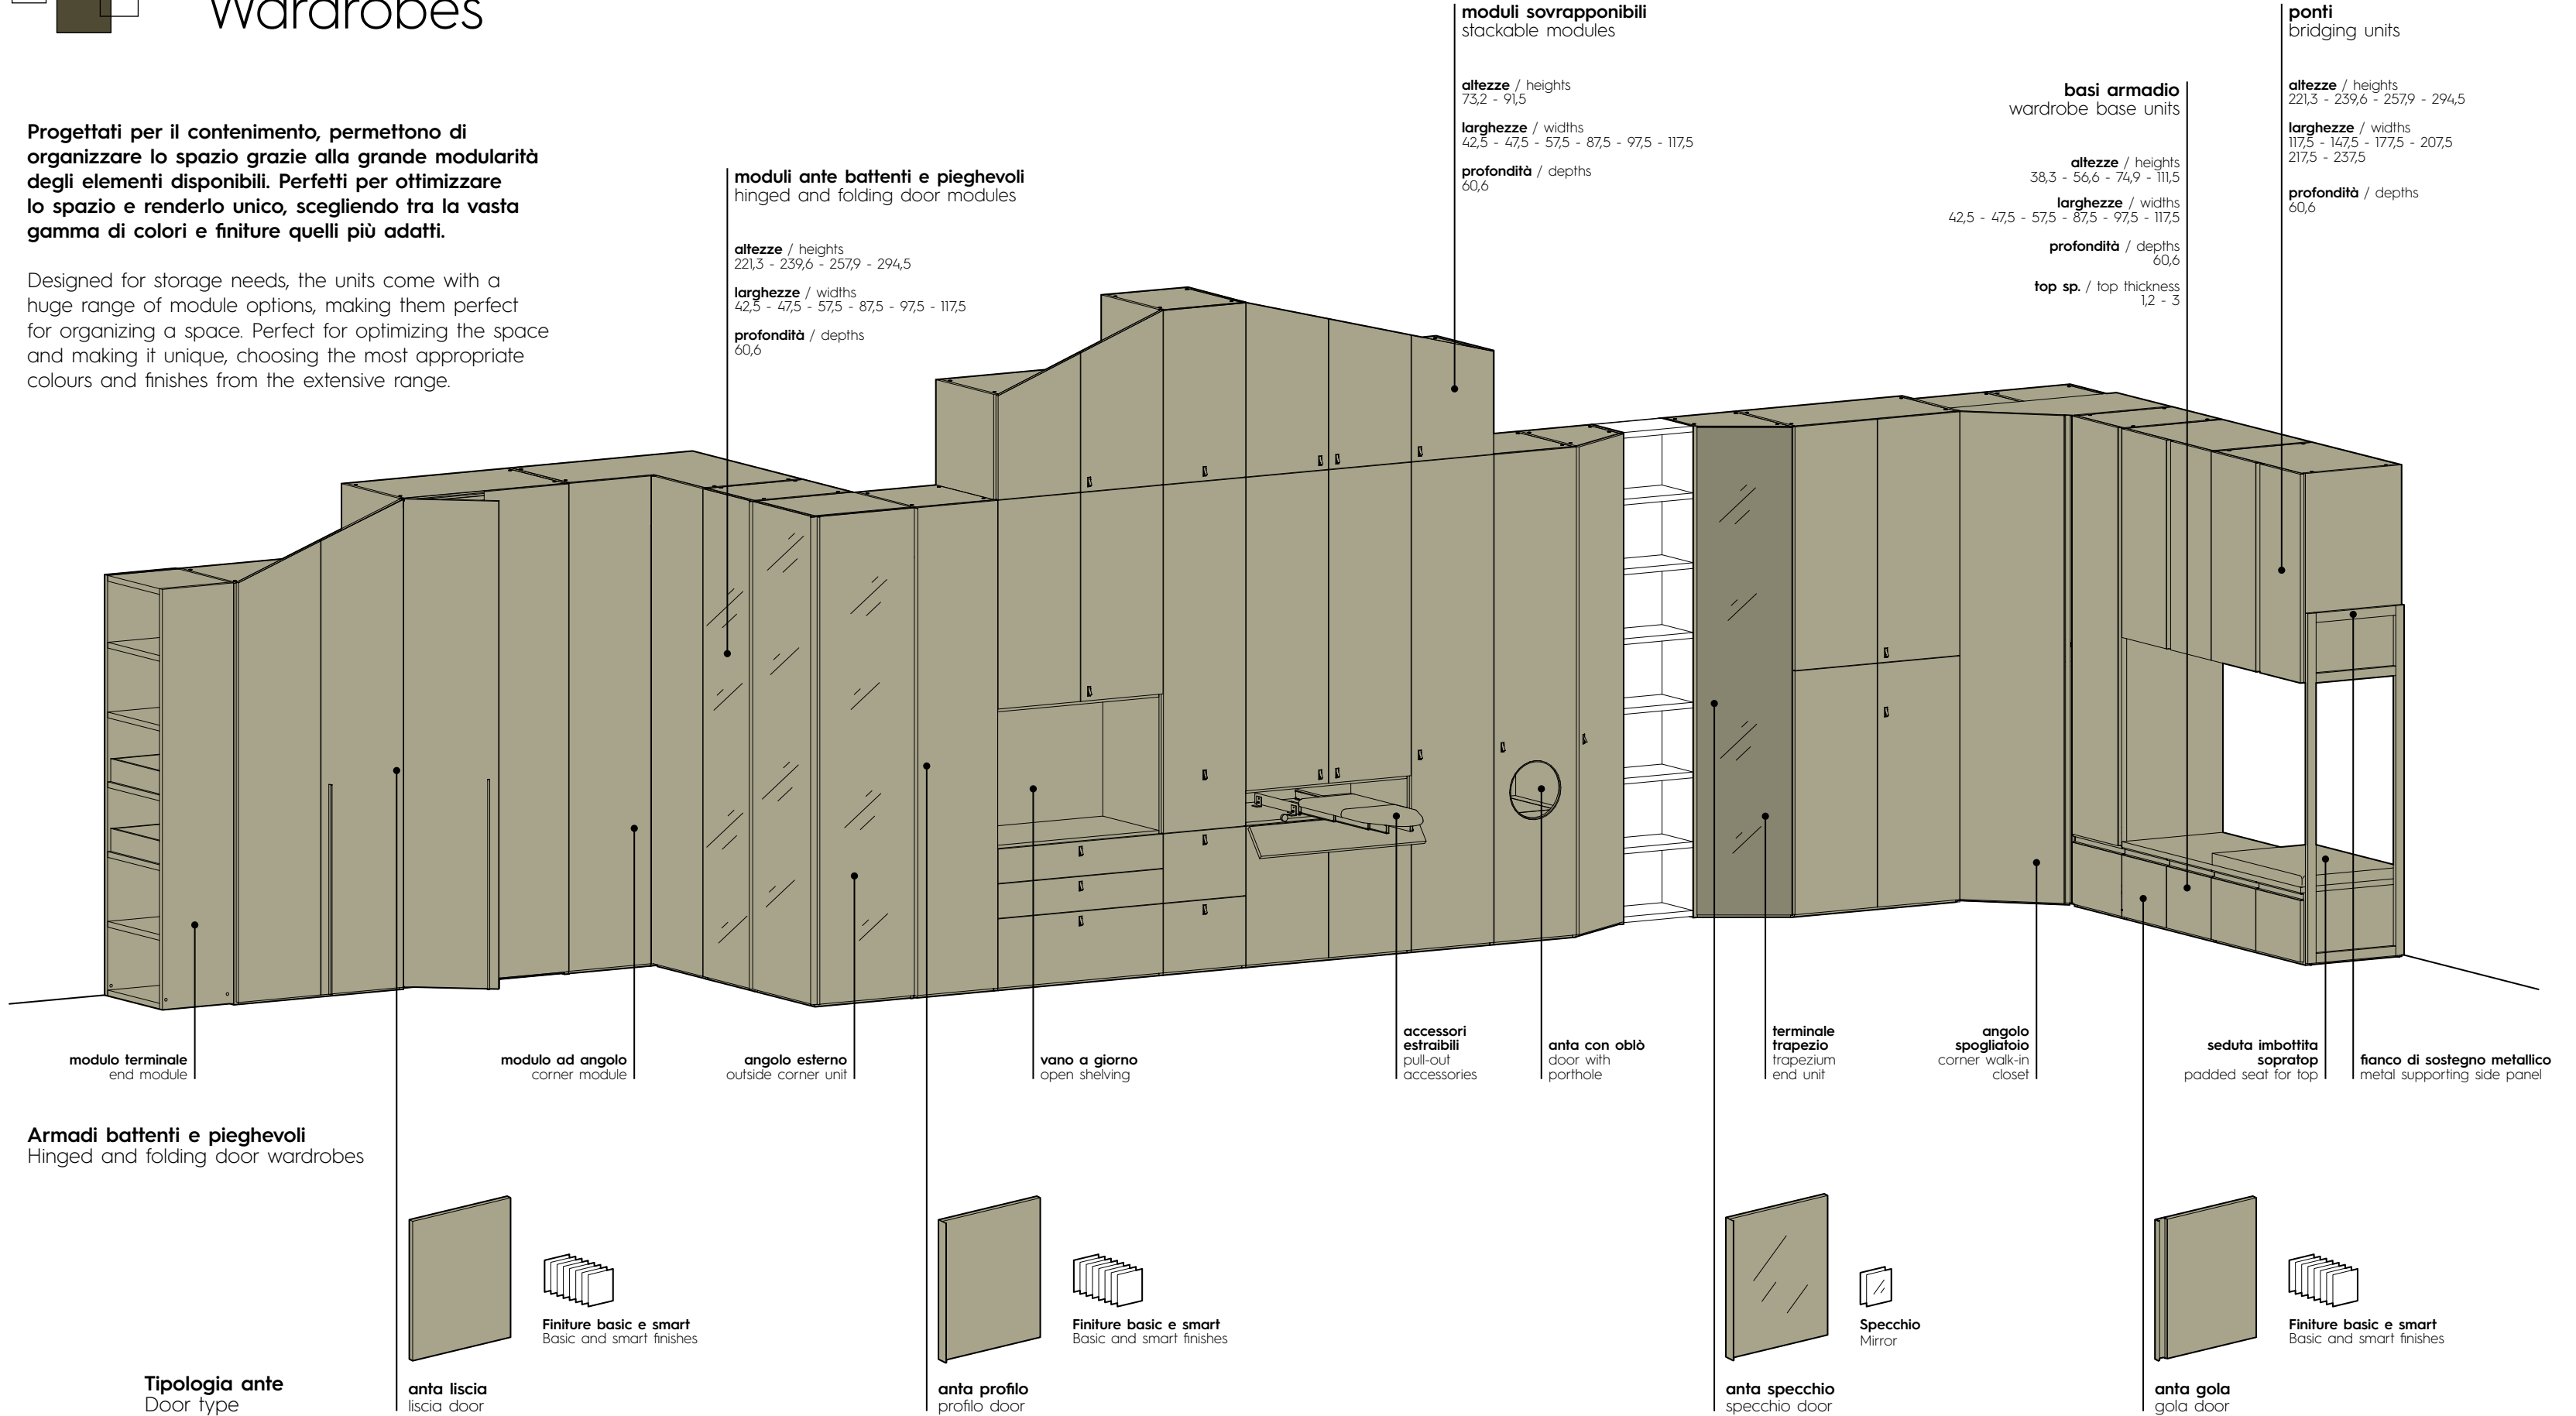 Wardrobes
Progettati per il contenimento, permettono di
organizzare lo spazio grazie alla grande modularità
degli elementi disponibili. Perfetti per ottimizzare
lo spazio e renderlo unico, scegliendo tra la vasta
gamma di colori e finiture quelli più adatti.
Designed for storage needs, the units come with a
huge range of module options, making them perfect
for organizing a space. Perfect for optimizing the space
and making it unique, choosing the most appropriate
colours and finishes from the extensive range.
moduli ante battenti e pieghevoli
hinged and folding door modules
altezze / heights
221,3 - 239,6 - 257,9 - 294,5
larghezze / widths
42,5 - 47,5 - 57,5 - 87,5 - 97,5 - 117,5
profondità / depths
60,6
moduli sovrapponibili
stackable modules
altezze / heights
73,2 - 91,5
larghezze / widths
42,5 - 47,5 - 57,5 - 87,5 - 97,5 - 117,5
profondità / depths
60,6
basi armadio
wardrobe base units
altezze / heights
38,3 - 56,6 - 74,9 - 111,5
larghezze / widths
42,5 - 47,5 - 57,5 - 87,5 - 97,5 - 117,5
profondità / depths
60,6
top sp. / top thickness
1,2 - 3
ponti
bridging units
altezze / heights
221,3 - 239,6 - 257,9 - 294,5
larghezze / widths
117,5 - 147,5 - 177,5 - 207,5
217,5 - 237,5
profondità / depths
60,6
modulo terminale
end module
modulo ad angolo
corner module
angolo esterno
outside corner unit
vano a giorno
open shelving
accessori
estraibili
pull-out
accessories
anta con oblò
door with
porthole
terminale
trapezio
trapezium
end unit
angolo
spogliatoio
corner walk-in
closet
seduta imbottita
sopratop
padded seat for top
fianco di sostegno metallico
metal supporting side panel
Armadi battenti e pieghevoli
Hinged and folding door wardrobes
Finiture basic e smart
Basic and smart finishes
Finiture basic e smart
Basic and smart finishes
Specchio
Mirror
Finiture basic e smart
Basic and smart finishes
Tipologia ante
Door type
anta liscia
liscia door
anta profilo
profilo door
anta specchio
specchio door
anta gola
gola door